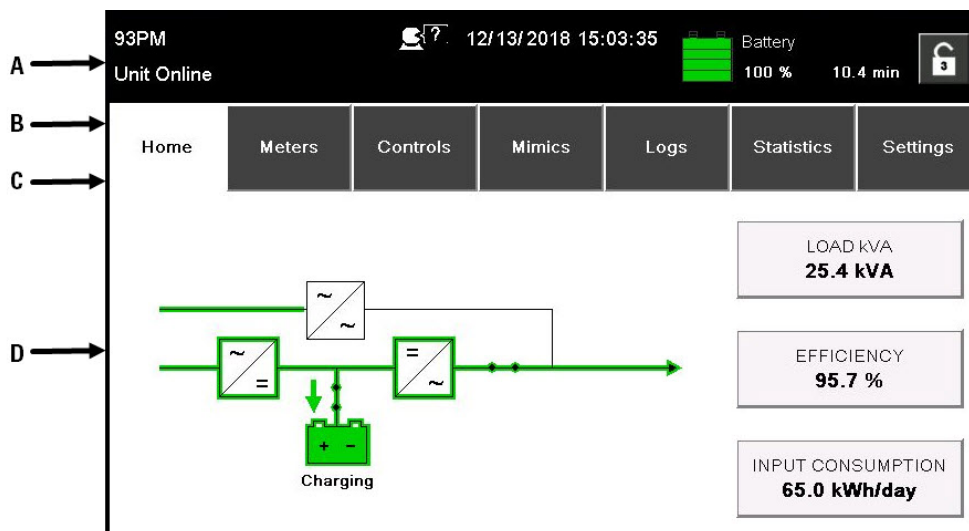 A
93PM
?
12/13/2018 15:03:35
Battery
Unit Online
100 %
10.4 min
3
B
Home
Meters
Controls
Mimics
Logs
Statistics
Settings
C
LOAD kVA
25.4 kVA
D
EFFICIENCY
95.7 %
~
~
~
=
=
~
+ -
Charging
INPUT CONSUMPTION
65.0 kWh/day